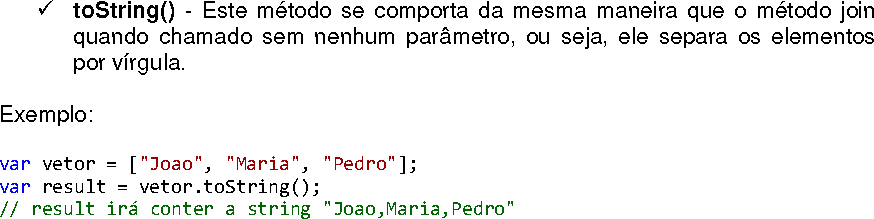 ✓ toString() - Este método se comporta da mesma maneira que o método join
quando chamado sem nenhum parâmetro, ou seja, ele separa os elementos
por vírgula.
Exemplo:
var vetor = ["Joao", "Maria", "Pedro"];
var result = vetor.toString();
// result irá conter a string "Joao,Maria,Pedro"